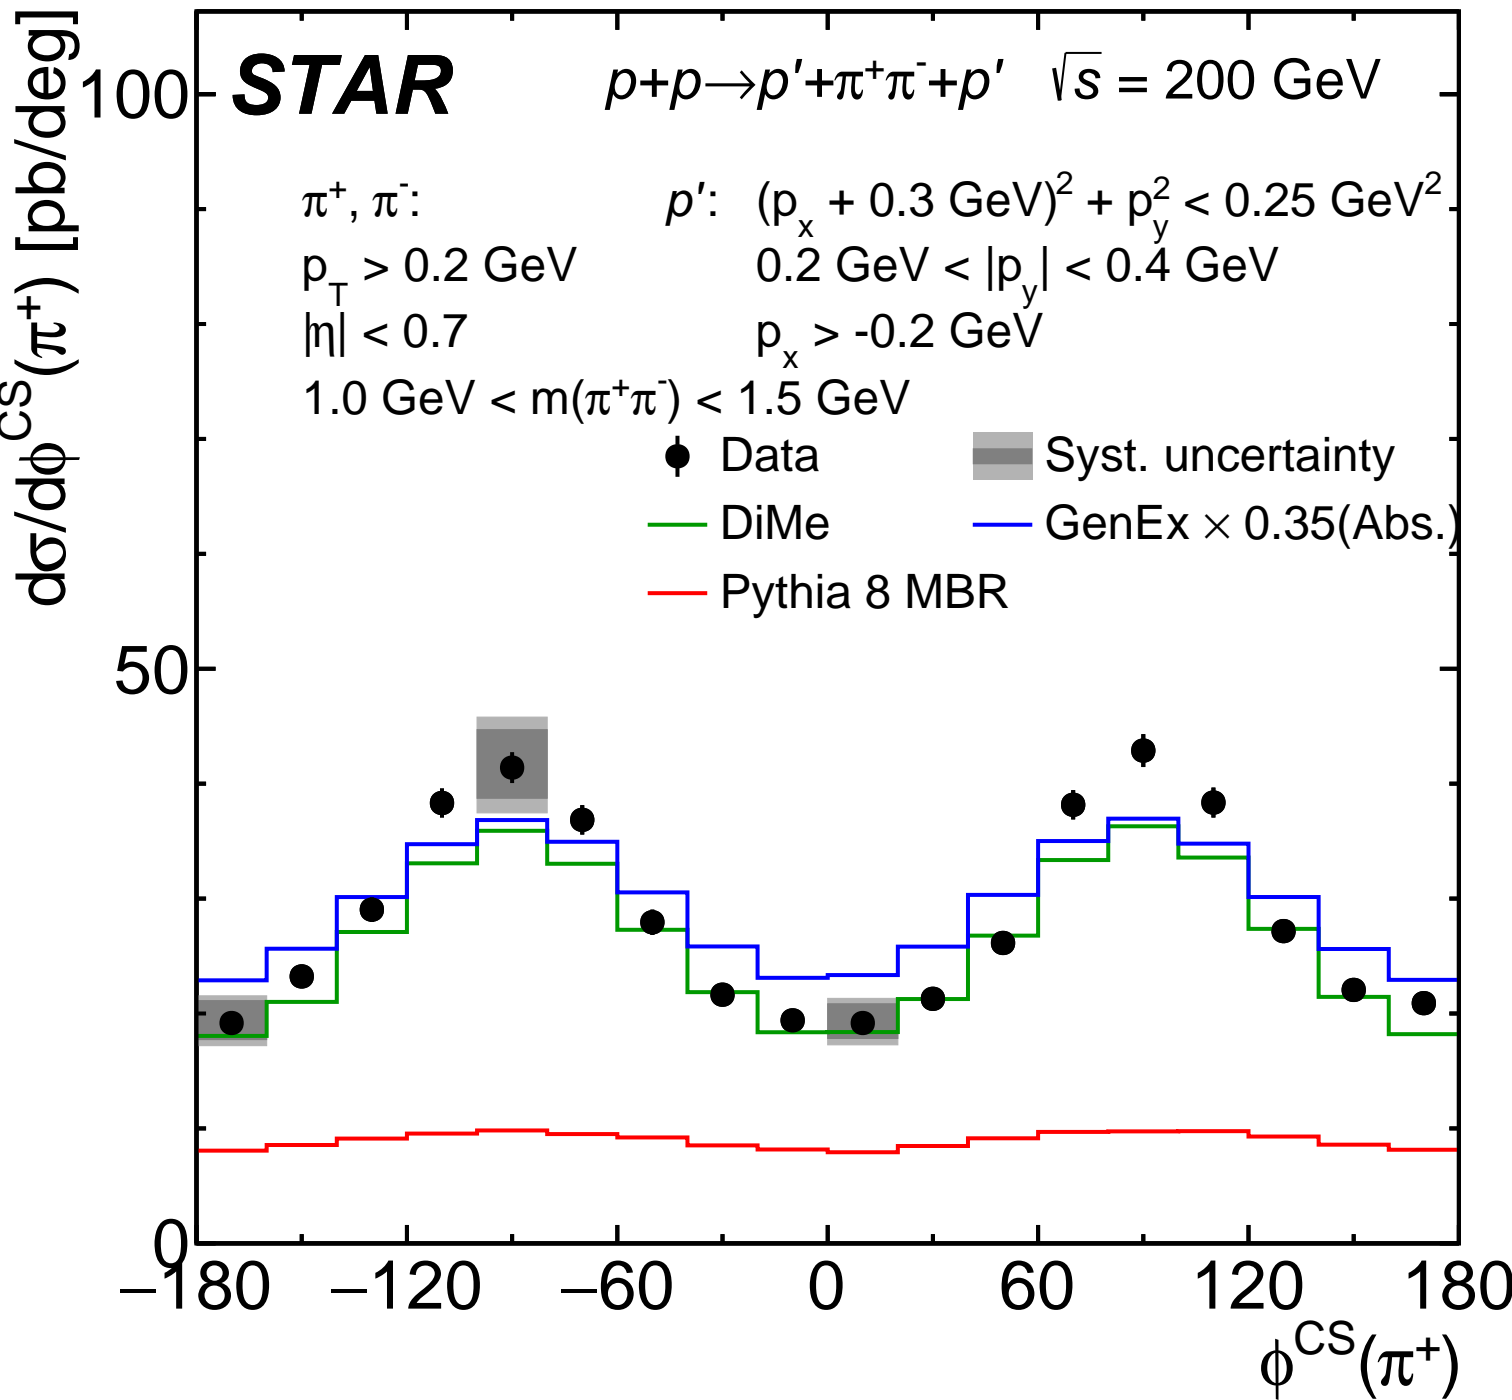 STAR p+p→p′+π⁺π⁻+p′ √s = 200 GeV
π⁺, π⁻: p′: (pₓ + 0.3 GeV)² + p_y² < 0.25 GeV²
p_T > 0.2 GeV 0.2 GeV < |p_y| < 0.4 GeV
|η| < 0.7 pₓ > -0.2 GeV
1.0 GeV < m(π⁺π⁻) < 1.5 GeV
Data Syst. uncertainty
DiMe GenEx × 0.35(Abs.)
Pythia 8 MBR
dσ/dϕ^CS(π⁺) [pb/deg]
100
50
0
−180 −120 −60 0 60 120 180
ϕ^CS(π⁺)